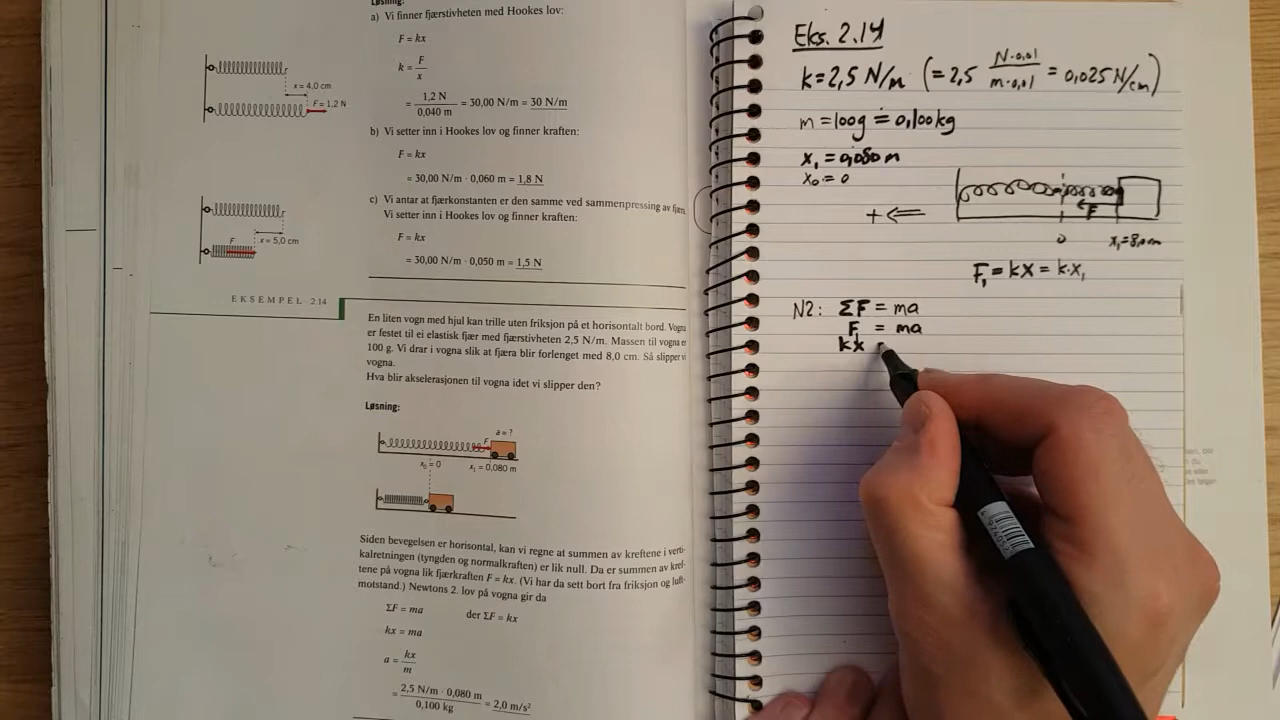 Løsning:
a) Vi finner fjærstivheten med Hookes lov:
F = kx
k = F/x
= 1,2 N / 0,040 m = 30,00 N/m = 30 N/m
x = 4,0 cm
F = 1,2 N
b) Vi setter inn i Hookes lov og finner kraften:
F = kx
= 30,00 N/m · 0,060 m = 1,8 N
c) Vi antar at fjærkonstanten er den samme ved sammenpressing av fjæra.
Vi setter inn i Hookes lov og finner kraften:
F = kx
= 30,00 N/m · 0,050 m = 1,5 N
F
x = 5,0 cm
EKSEMPEL 2.14
En liten vogn med hjul kan trille uten friksjon på et horisontalt bord. Vogna
er festet til ei elastisk fjær med fjærstivheten 2,5 N/m. Massen til vogna er
100 g. Vi drar i vogna slik at fjæra blir forlenget med 8,0 cm. Så slipper vi
vogna.
Hva blir akselerasjonen til vogna idet vi slipper den?
Løsning:
a = ?
F
x₀ = 0
x₁ = 0,080 m
Siden bevegelsen er horisontal, kan vi regne at summen av kreftene i verti-
kalretningen (tyngden og normalkraften) er lik null. Da er summen av kref-
tene på vogna lik fjærkraften F = kx. (Vi har da sett bort fra friksjon og luft-
motstand.) Newtons 2. lov på vogna gir da
ΣF = ma der ΣF = kx
kx = ma
a = kx/m
= 2,5 N/m · 0,080 m / 0,100 kg = 2,0 m/s²
Eks. 2.14
k = 2,5 N/m (= 2,5 N·0,01 / m·0,01 = 0,025 N/cm)
m = 100g = 0,100kg
x₁ = 0,080 m
x₀ = 0
+ ⇐
F
0
x₁ = 8,0 cm
F₁ = kx = k·x₁
N2: ΣF = ma
F = ma
kx =